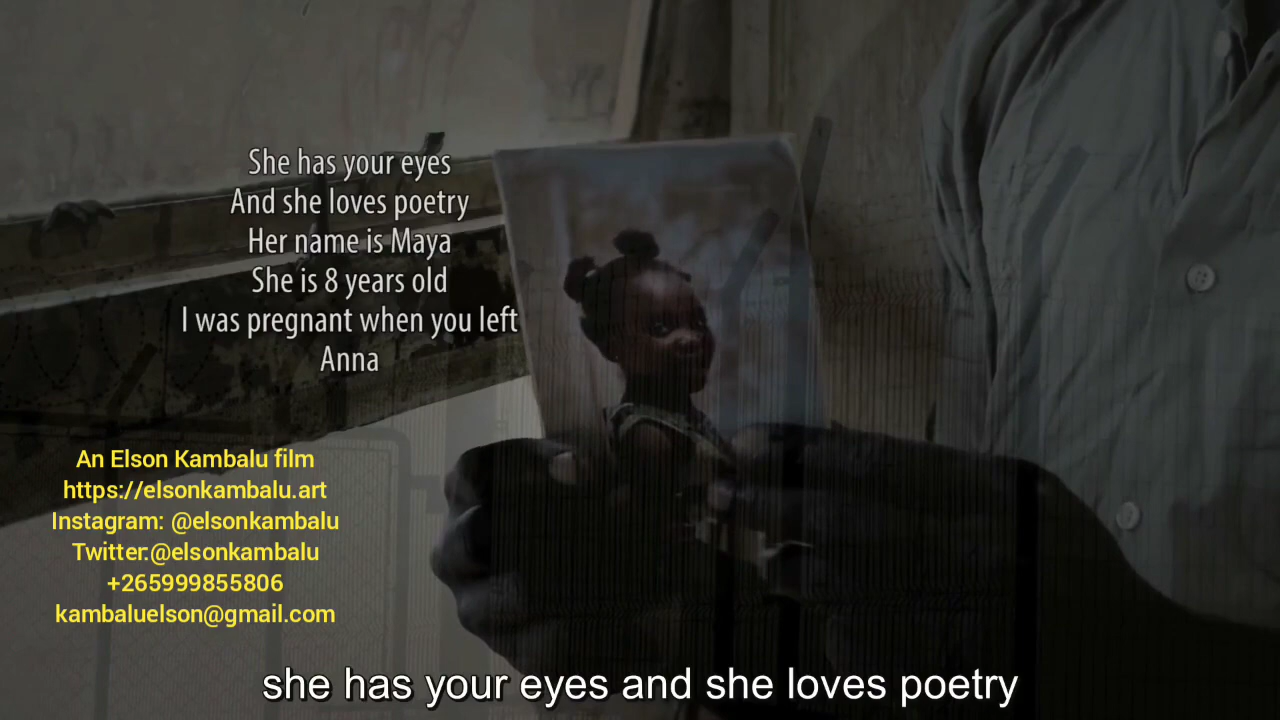 She has your eyes
And she loves poetry
Her name is Maya
She is 8 years old
I was pregnant when you left
Anna
An Elson Kambalu film
https://elsonkambalu.art
Instagram: @elsonkambalu
Twitter:@elsonkambalu
+265999855806
kambaluelson@gmail.com
she has your eyes and she loves poetry